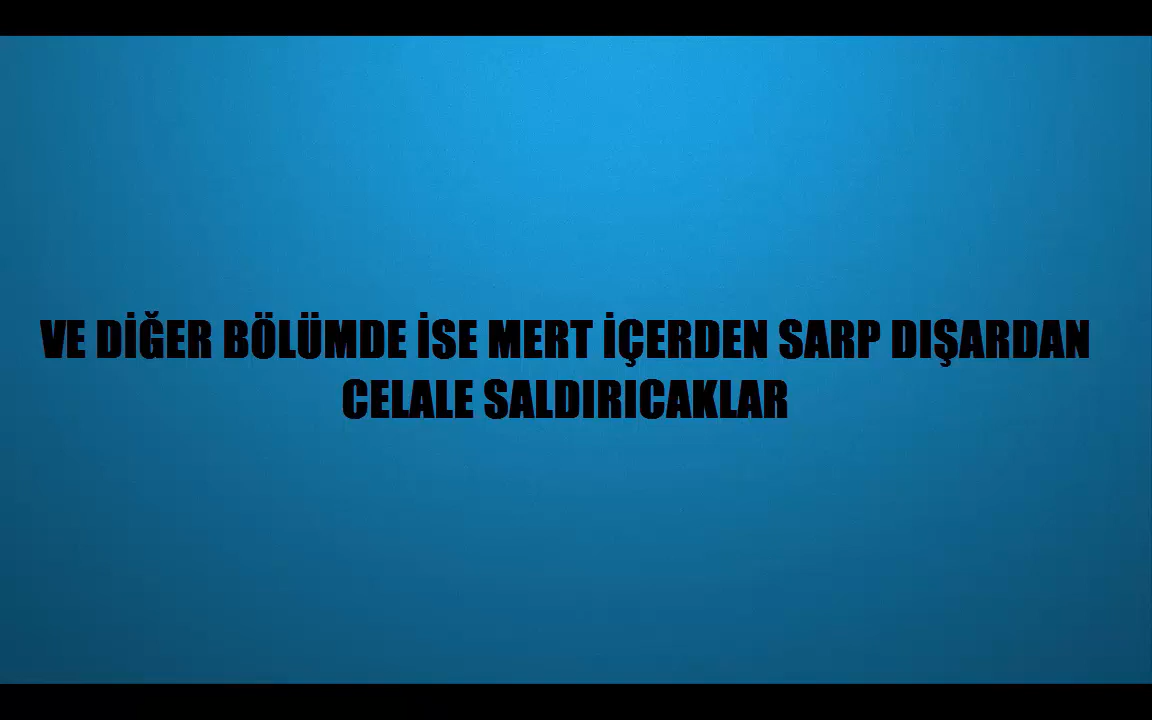 VE DİĞER BÖLÜMDE İSE MERT İÇERDEN SARP DIŞARDAN
CELALE SALDIRICAKLAR